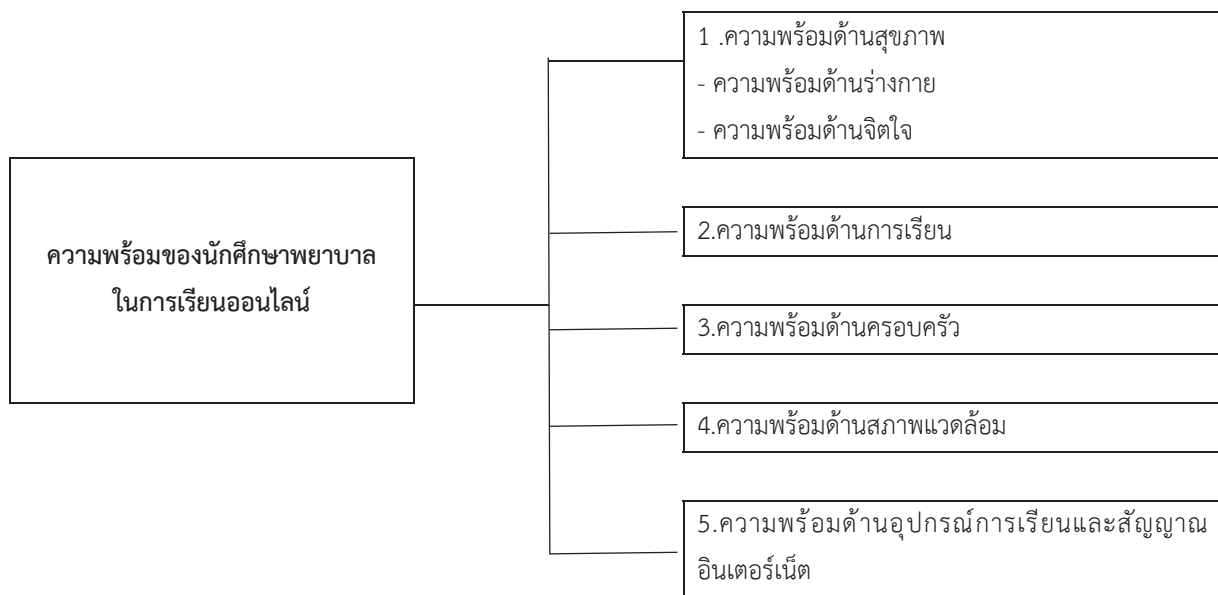 ความพร้อมของนักศึกษาพยาบาล
ในการเรียนออนไลน์
1 .ความพร้อมด้านสุขภาพ
- ความพร้อมด้านร่างกาย
- ความพร้อมด้านจิตใจ
2.ความพร้อมด้านการเรียน
3.ความพร้อมด้านครอบครัว
4.ความพร้อมด้านสภาพแวดล้อม
5.ความพร้อมด้านอุปกรณ์การเรียนและสัญญาณ
อินเตอร์เน็ต